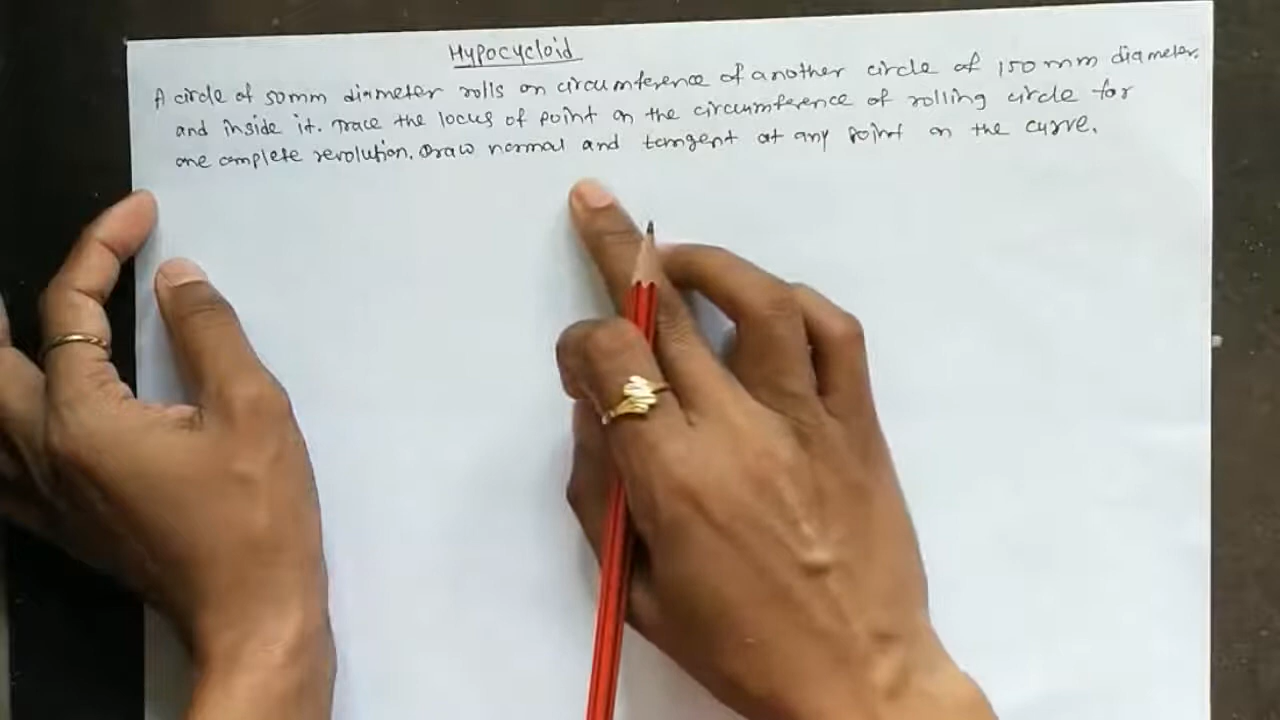 Hypocycloid
A circle of 50mm diameter rolls on circumference of another circle of 150 mm diameter.
and inside it. Trace the locus of point on the circumference of rolling circle for
one complete revolution. Draw normal and tangent at any point on the curve.